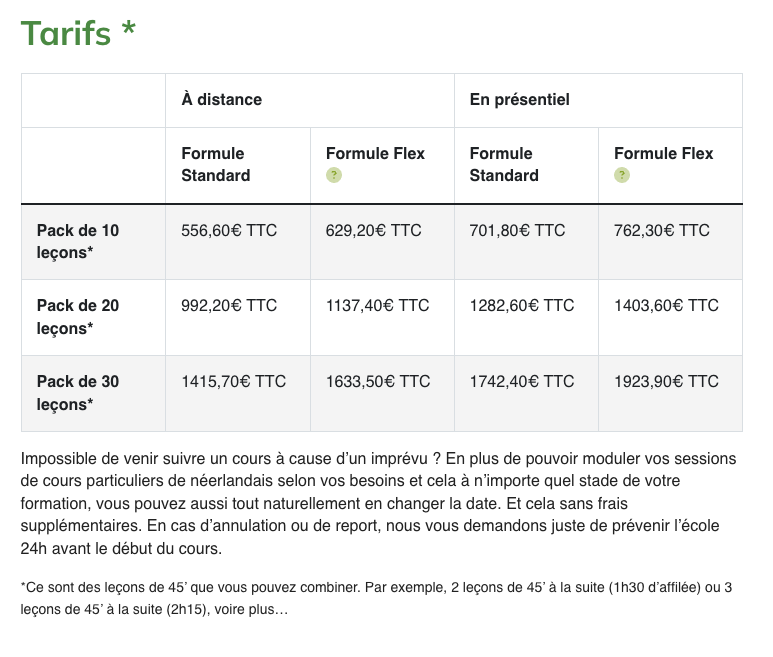 Tarifs *
À distance
En présentiel
Formule
Standard
Formule Flex
?
Formule
Standard
Formule Flex
?
Pack de 10
leçons*
556,60€ TTC
629,20€ TTC
701,80€ TTC
762,30€ TTC
Pack de 20
leçons*
992,20€ TTC
1137,40€ TTC
1282,60€ TTC
1403,60€ TTC
Pack de 30
leçons*
1415,70€ TTC
1633,50€ TTC
1742,40€ TTC
1923,90€ TTC
Impossible de venir suivre un cours à cause d’un imprévu ? En plus de pouvoir moduler vos sessions
de cours particuliers de néerlandais selon vos besoins et cela à n’importe quel stade de votre
formation, vous pouvez aussi tout naturellement en changer la date. Et cela sans frais
supplémentaires. En cas d’annulation ou de report, nous vous demandons juste de prévenir l’école
24h avant le début du cours.
*Ce sont des leçons de 45’ que vous pouvez combiner. Par exemple, 2 leçons de 45’ à la suite (1h30 d’affilée) ou 3
leçons de 45’ à la suite (2h15), voire plus…